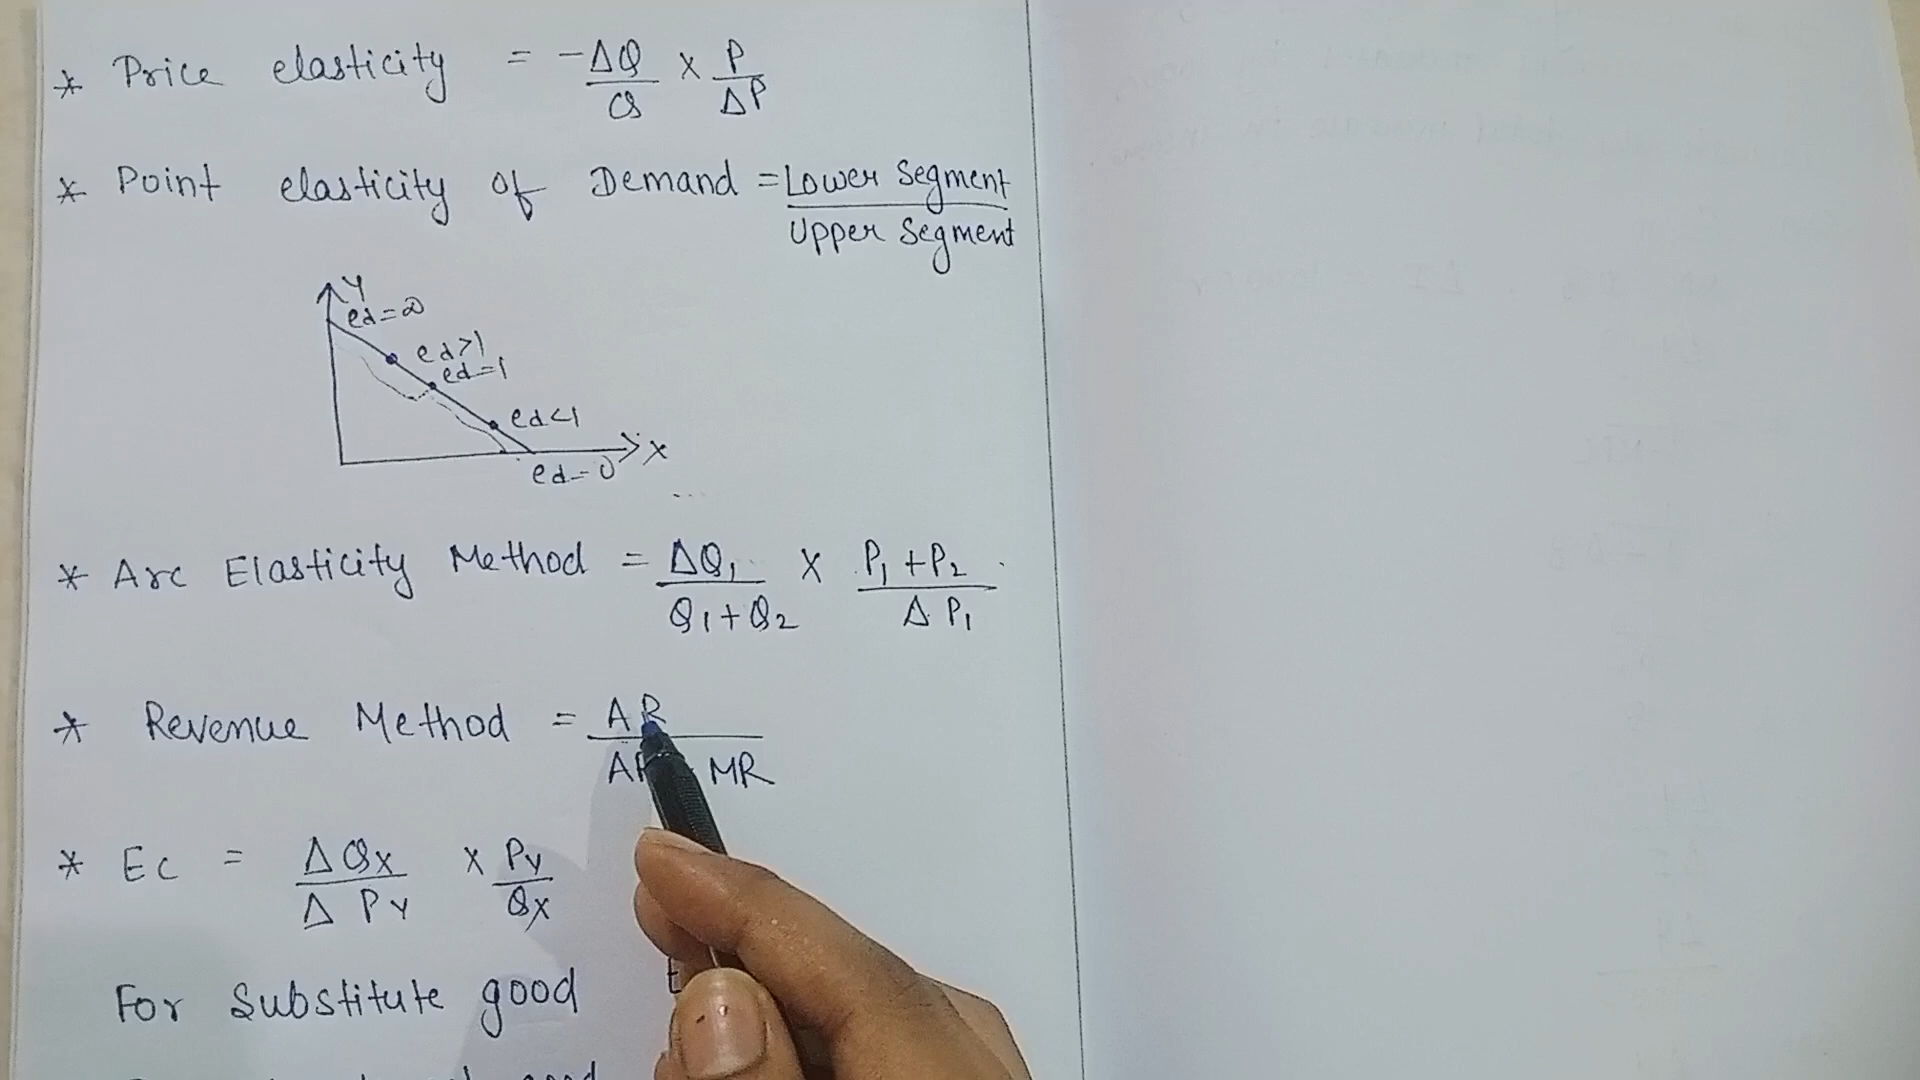 * Price elasticity = -ΔQ/Q × P/ΔP
* Point elasticity of Demand = Lower Segment/Upper Segment
Y
ed=∞
ed>1
ed=1
ed<1
X
ed=0
* Arc Elasticity Method = ΔQ₁/Q₁+Q₂ × P₁+P₂/ΔP₁
* Revenue Method = AR/AR MR
* Ec = ΔQx/ΔPy × Py/Qx
For Substitute good
good